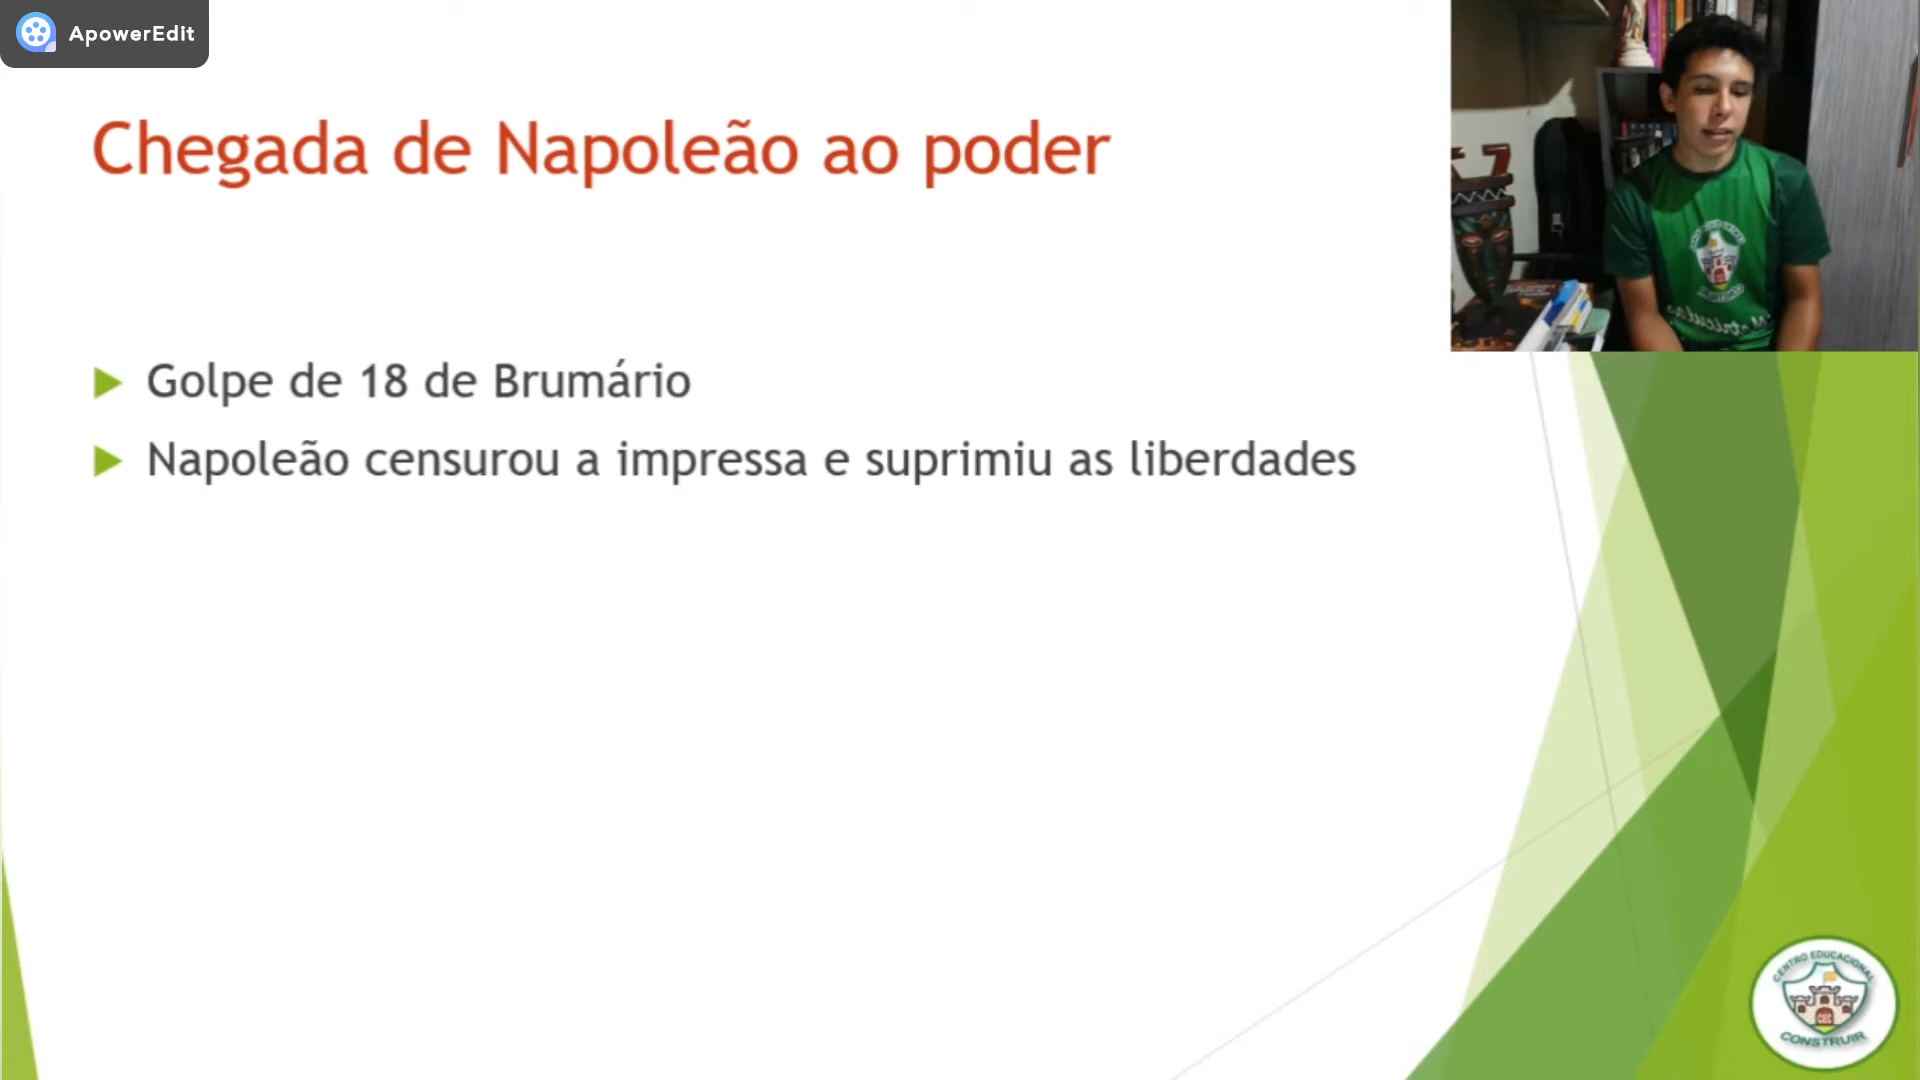 ApowerEdit
Chegada de Napoleão ao poder
Golpe de 18 de Brumário
Napoleão censurou a impressa e suprimiu as liberdades
CENTRO EDUCACIONAL
CEC
CONSTRUIR